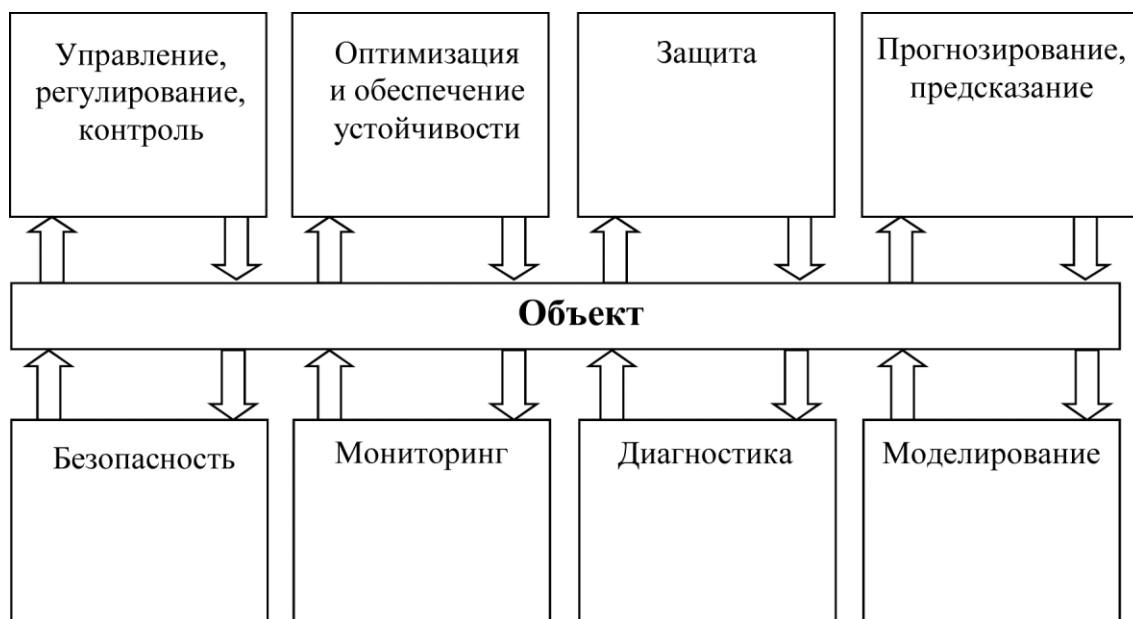 Управление,
регулирование,
контроль
Оптимизация
и обеспечение
устойчивости
Защита
Прогнозирование,
предсказание
Объект
Безопасность
Мониторинг
Диагностика
Моделирование